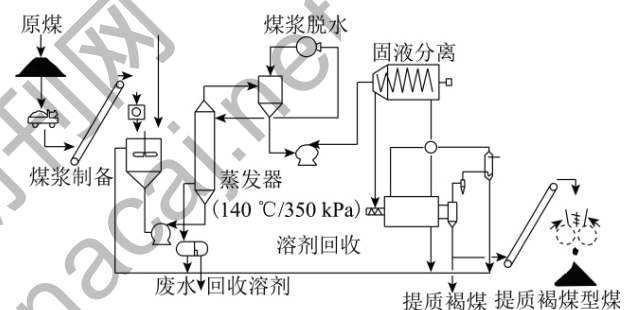 原煤
煤浆脱水
固液分离
煤浆制备
蒸发器
(140 ℃/350 kPa)
溶剂回收
废水
回收溶剂
提质褐煤
提质褐煤型煤